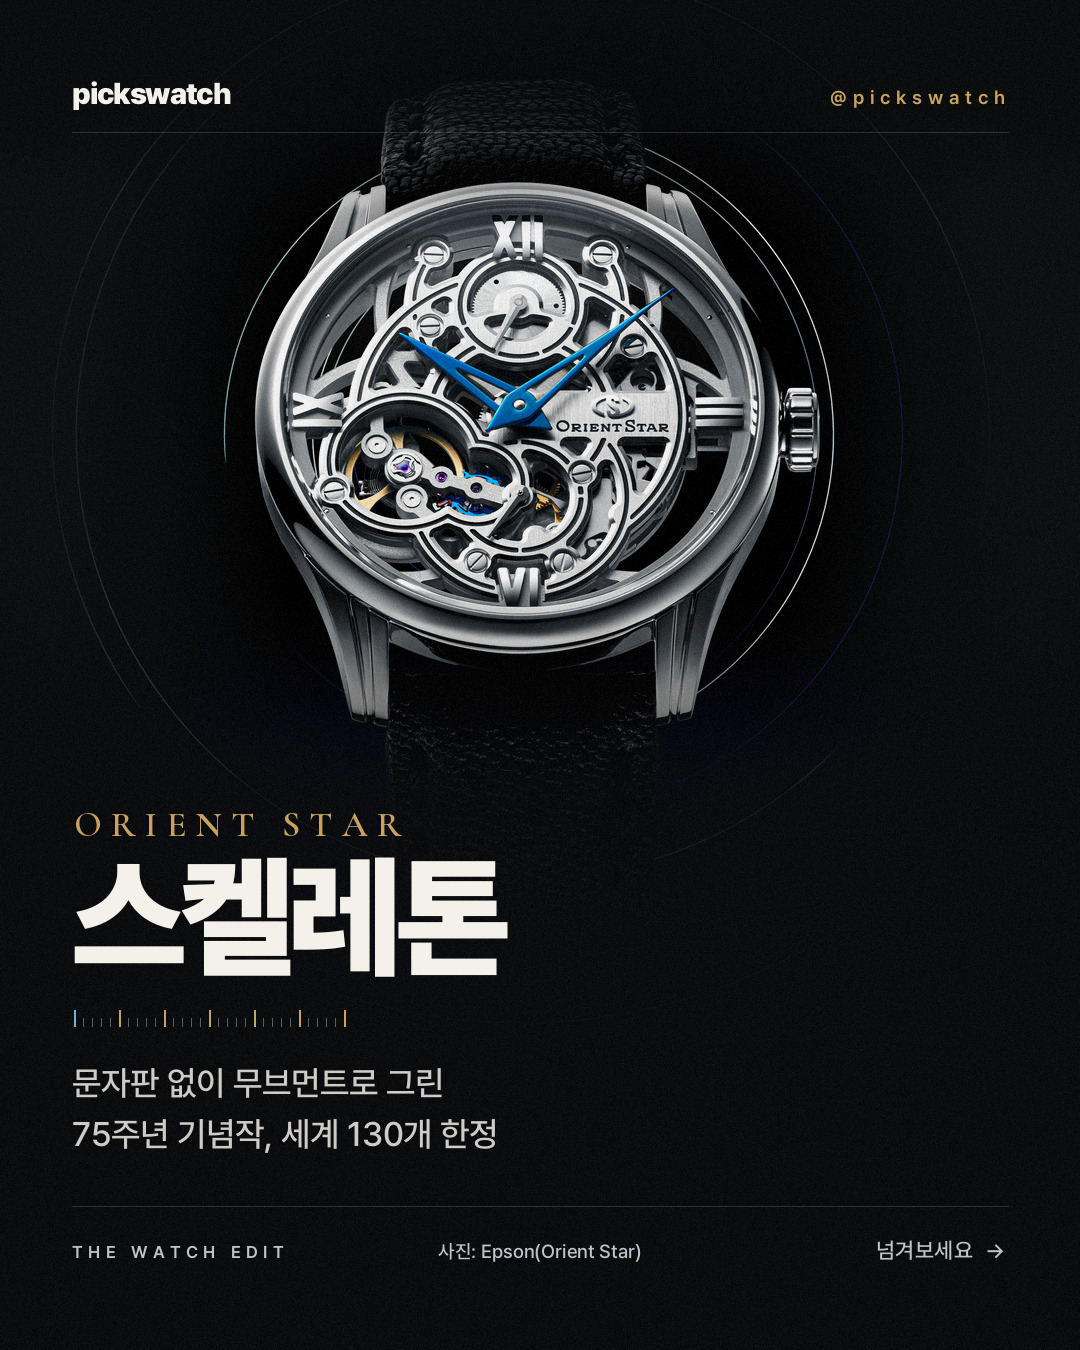 pickswatch
@pickswatch
XII
IX
VI
ORIENT STAR
ORIENT STAR
스켈레톤
문자판 없이 무브먼트로 그린
75주년 기념작, 세계 130개 한정
THE WATCH EDIT
사진: Epson(Orient Star)
넘겨보세요 →